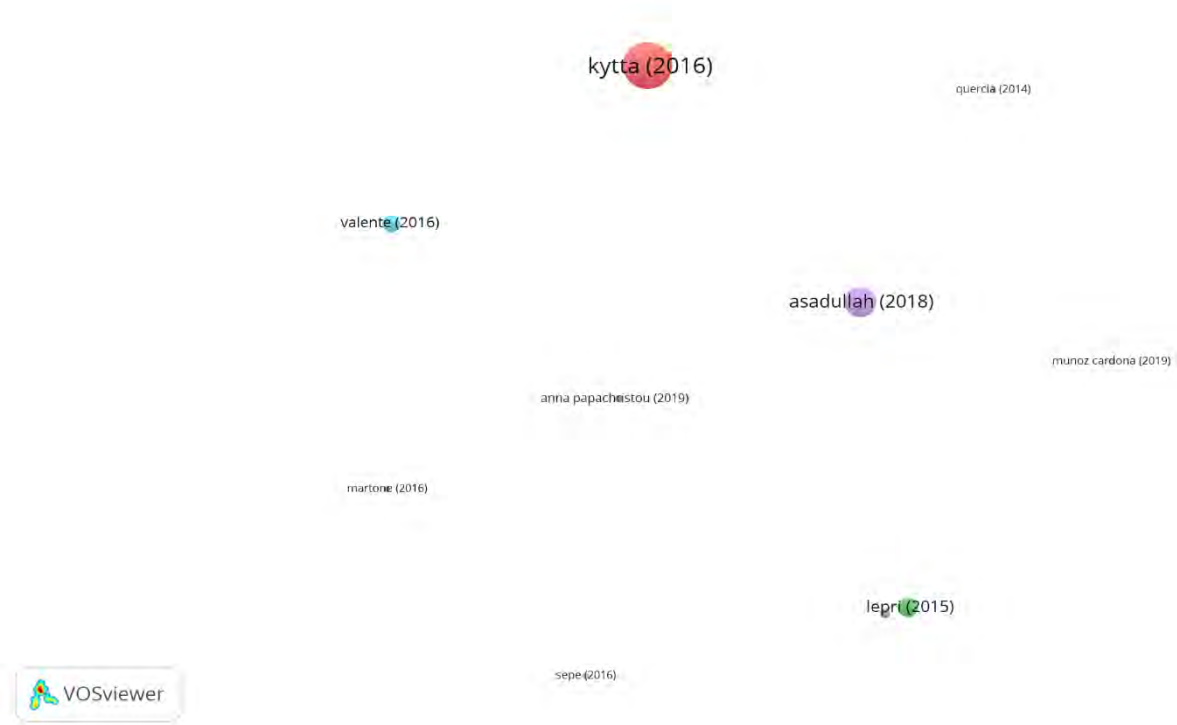 kytta (2016)
quercia (2014)
valente (2016)
asadullah (2018)
munoz cardona (2019)
anna papachristou (2019)
martone (2016)
lepri (2015)
sepe (2016)
VOSviewer